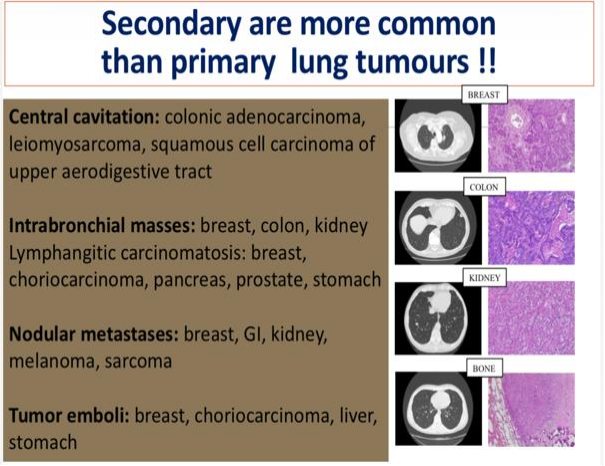 Secondary are more common
than primary lung tumours !!
Central cavitation: colonic adenocarcinoma,
leiomyosarcoma, squamous cell carcinoma of
upper aerodigestive tract
Intrabronchial masses: breast, colon, kidney
Lymphangitic carcinomatosis: breast,
choriocarcinoma, pancreas, prostate, stomach
Nodular metastases: breast, GI, kidney,
melanoma, sarcoma
Tumor emboli: breast, choriocarcinoma, liver,
stomach
BREAST
COLON
KIDNEY
BONE